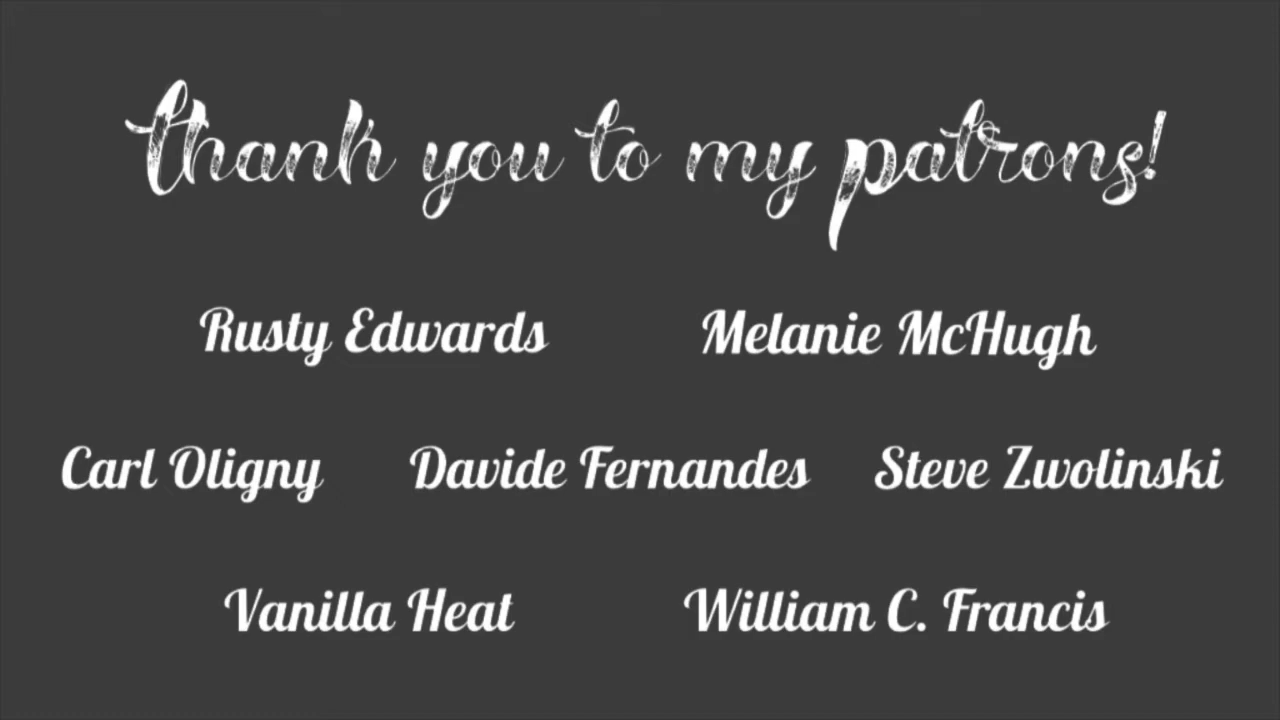 thank you to my patrons!
Rusty Edwards Melanie McHugh
Carl Oligny Davide Fernandes Steve Zwolinski
Vanilla Heat William C. Francis